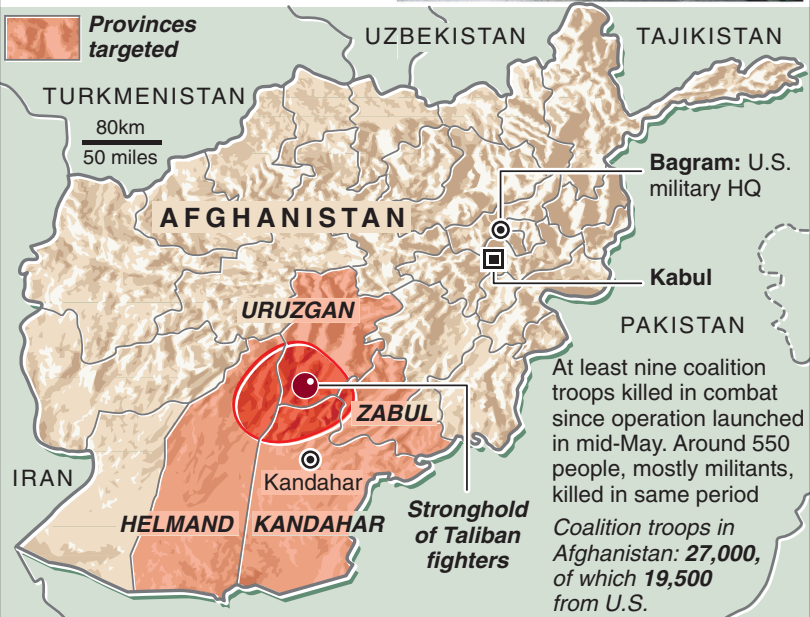 Provinces
targeted
UZBEKISTAN
TAJIKISTAN
TURKMENISTAN
80km
50 miles
Bagram: U.S.
military HQ
AFGHANISTAN
Kabul
URUZGAN
PAKISTAN
At least nine coalition
troops killed in combat
since operation launched
in mid-May. Around 550
people, mostly militants,
killed in same period
ZABUL
IRAN
Kandahar
HELMAND
KANDAHAR
Stronghold
of Taliban
fighters
Coalition troops in
Afghanistan: 27,000,
of which 19,500
from U.S.